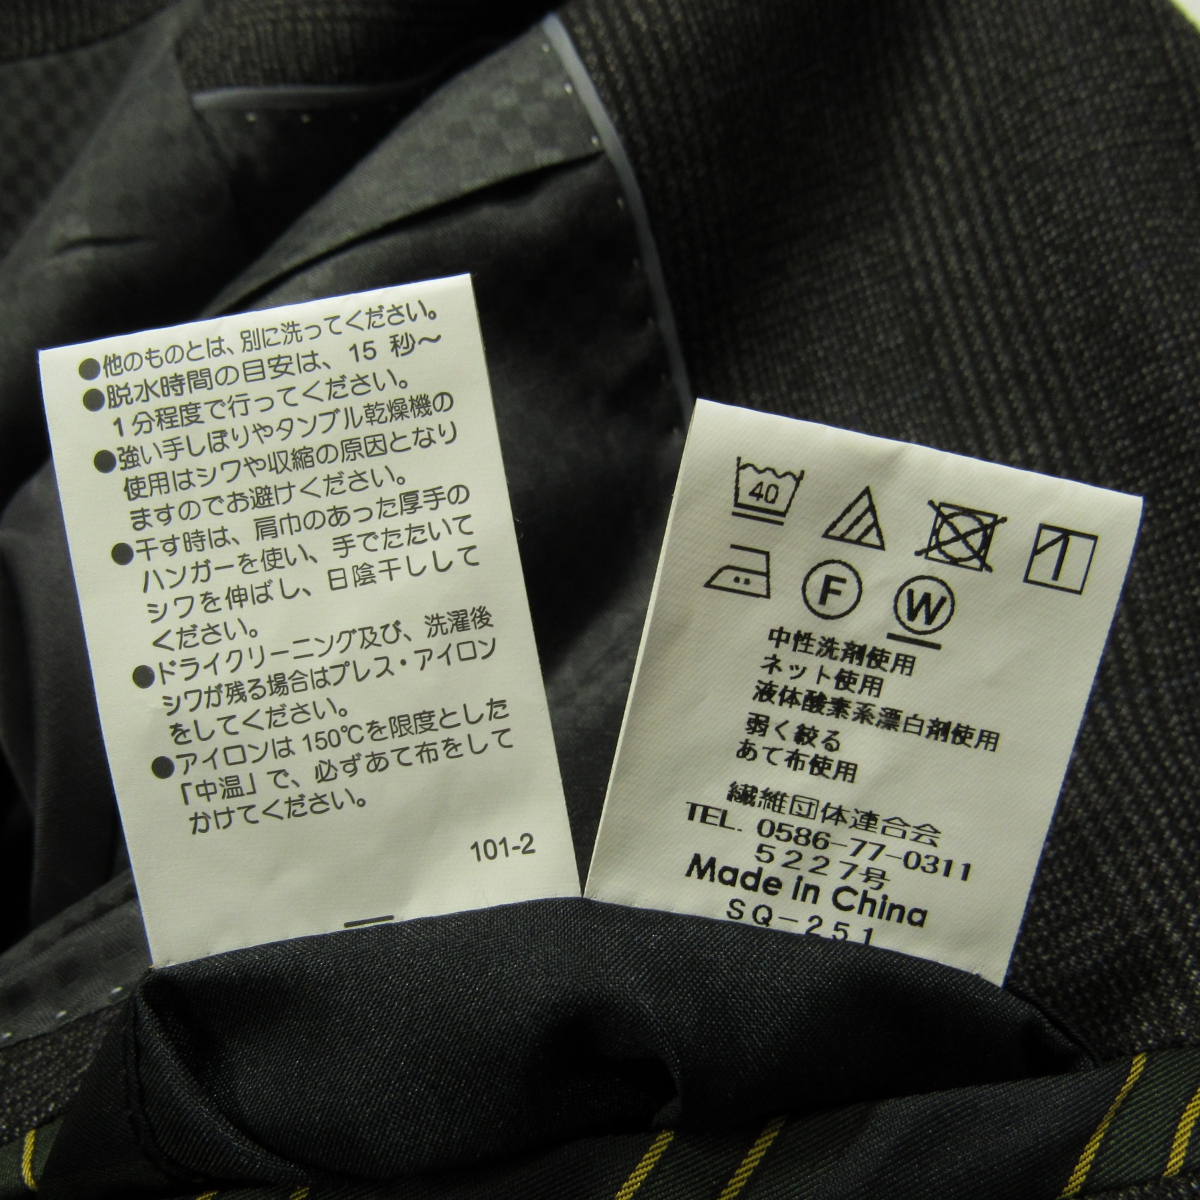 ●他のものとは、別に洗ってください。
●脱水時間の目安は、15 秒～
1分程度で行ってください。
●強い手しぼりやタンブル乾燥機の
使用はシワや収縮の原因となり
ますのでお避けください。
●干す時は、肩巾のあった厚手の
ハンガーを使い、手でたたいて
シワを伸ばし、日陰干しして
ください。
●ドライクリーニング及び、洗濯後
シワが残る場合はプレス・アイロン
をしてください。
●アイロンは150℃を限度とした
「中温」で、必ずあて布をして
かけてください。
101-2
40
F W
中性洗剤使用
ネット使用
液体酸素系漂白剤使用
弱く絞る
あて布使用
繊維団体連合会
TEL. 0586-77-0311
5227号
Made in China
SQ-251